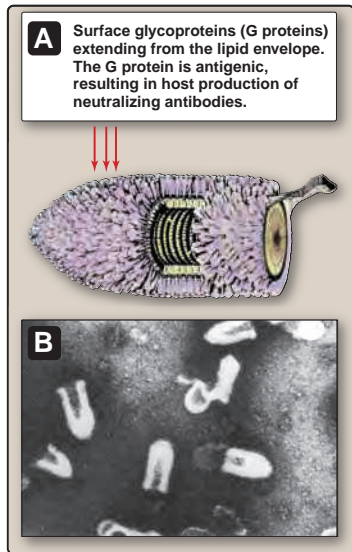 A
Surface glycoproteins (G proteins)
extending from the lipid envelope.
The G protein is antigenic,
resulting in host production of
neutralizing antibodies.
B